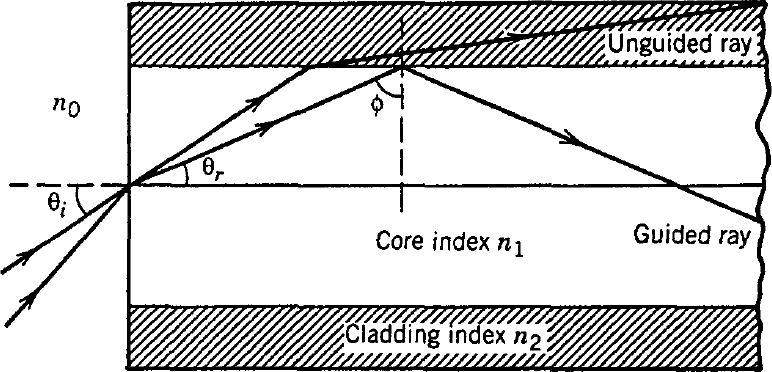 Unguided ray
n0
ϕ
θr
θi
Core index n1
Guided ray
Cladding index n2